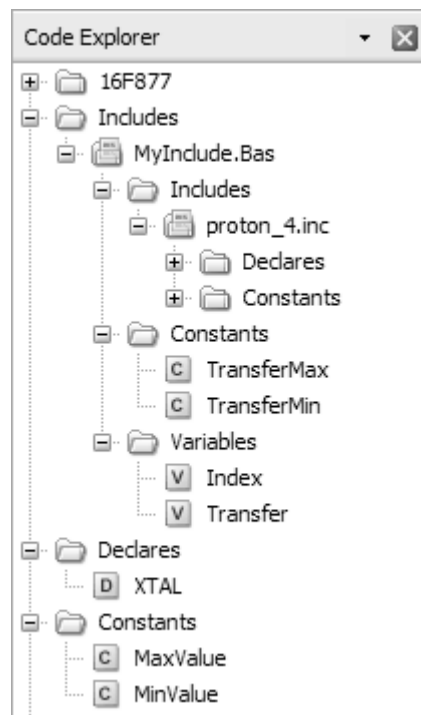 Code Explorer
16F877
Includes
MyInclude.Bas
Includes
proton_4.inc
Declares
Constants
Constants
C TransferMax
C TransferMin
Variables
V Index
V Transfer
Declares
D XTAL
Constants
C MaxValue
C MinValue